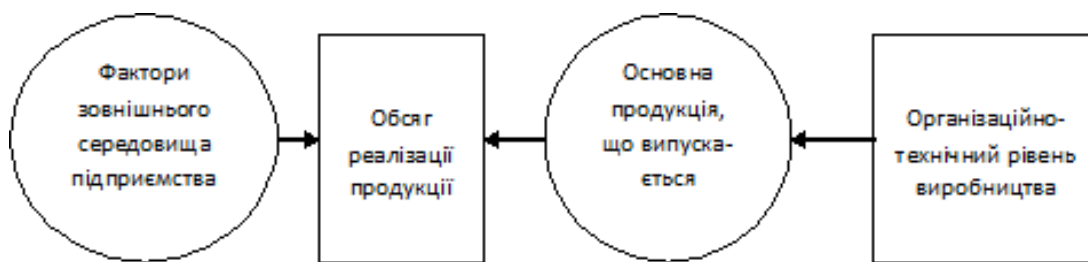 Фактори
зовнішнього
середовища
підприємства
Обсяг
реалізації
продукції
Основна
продукція,
що випуска-
ється
Організаційно-
технічний рівень
виробництва